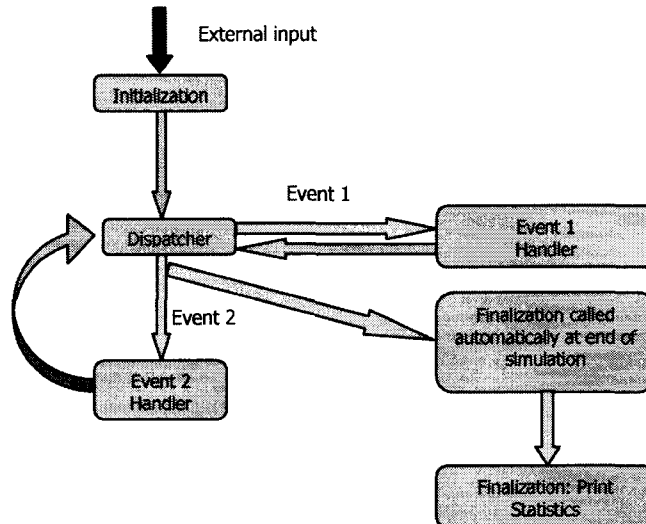 External input
Initialization
Event 1
Dispatcher
Event 1
Handler
Event 2
Finalization called
automatically at end of
simulation
Event 2
Handler
Finalization: Print
Statistics